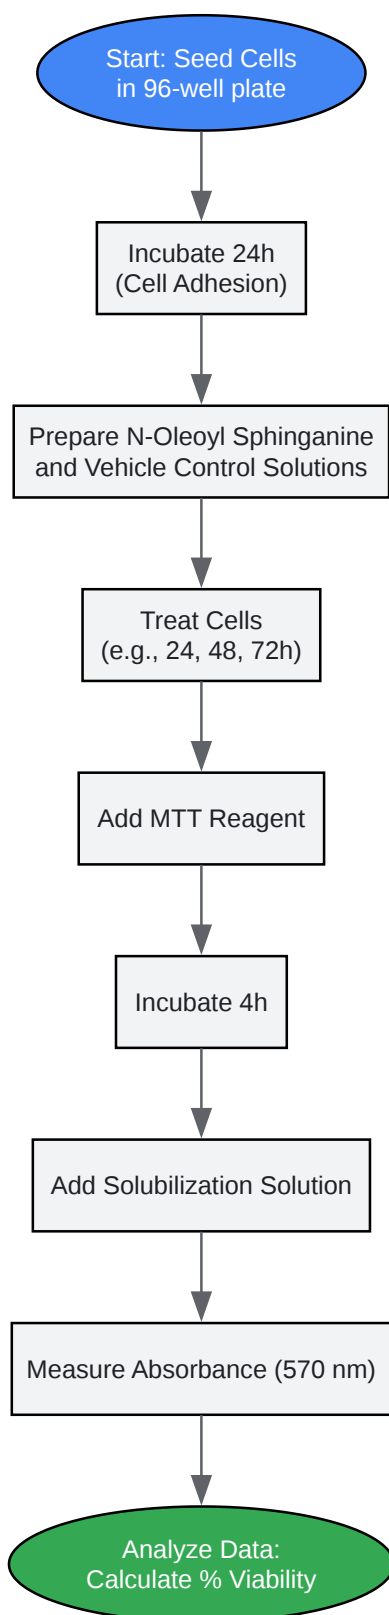 Start: Seed Cells
in 96-well plate
Incubate 24h
(Cell Adhesion)
Prepare N-Oleoyl Sphinganine
and Vehicle Control Solutions
Treat Cells
(e.g., 24, 48, 72h)
Add MTT Reagent
Incubate 4h
Add Solubilization Solution
Measure Absorbance (570 nm)
Analyze Data:
Calculate % Viability